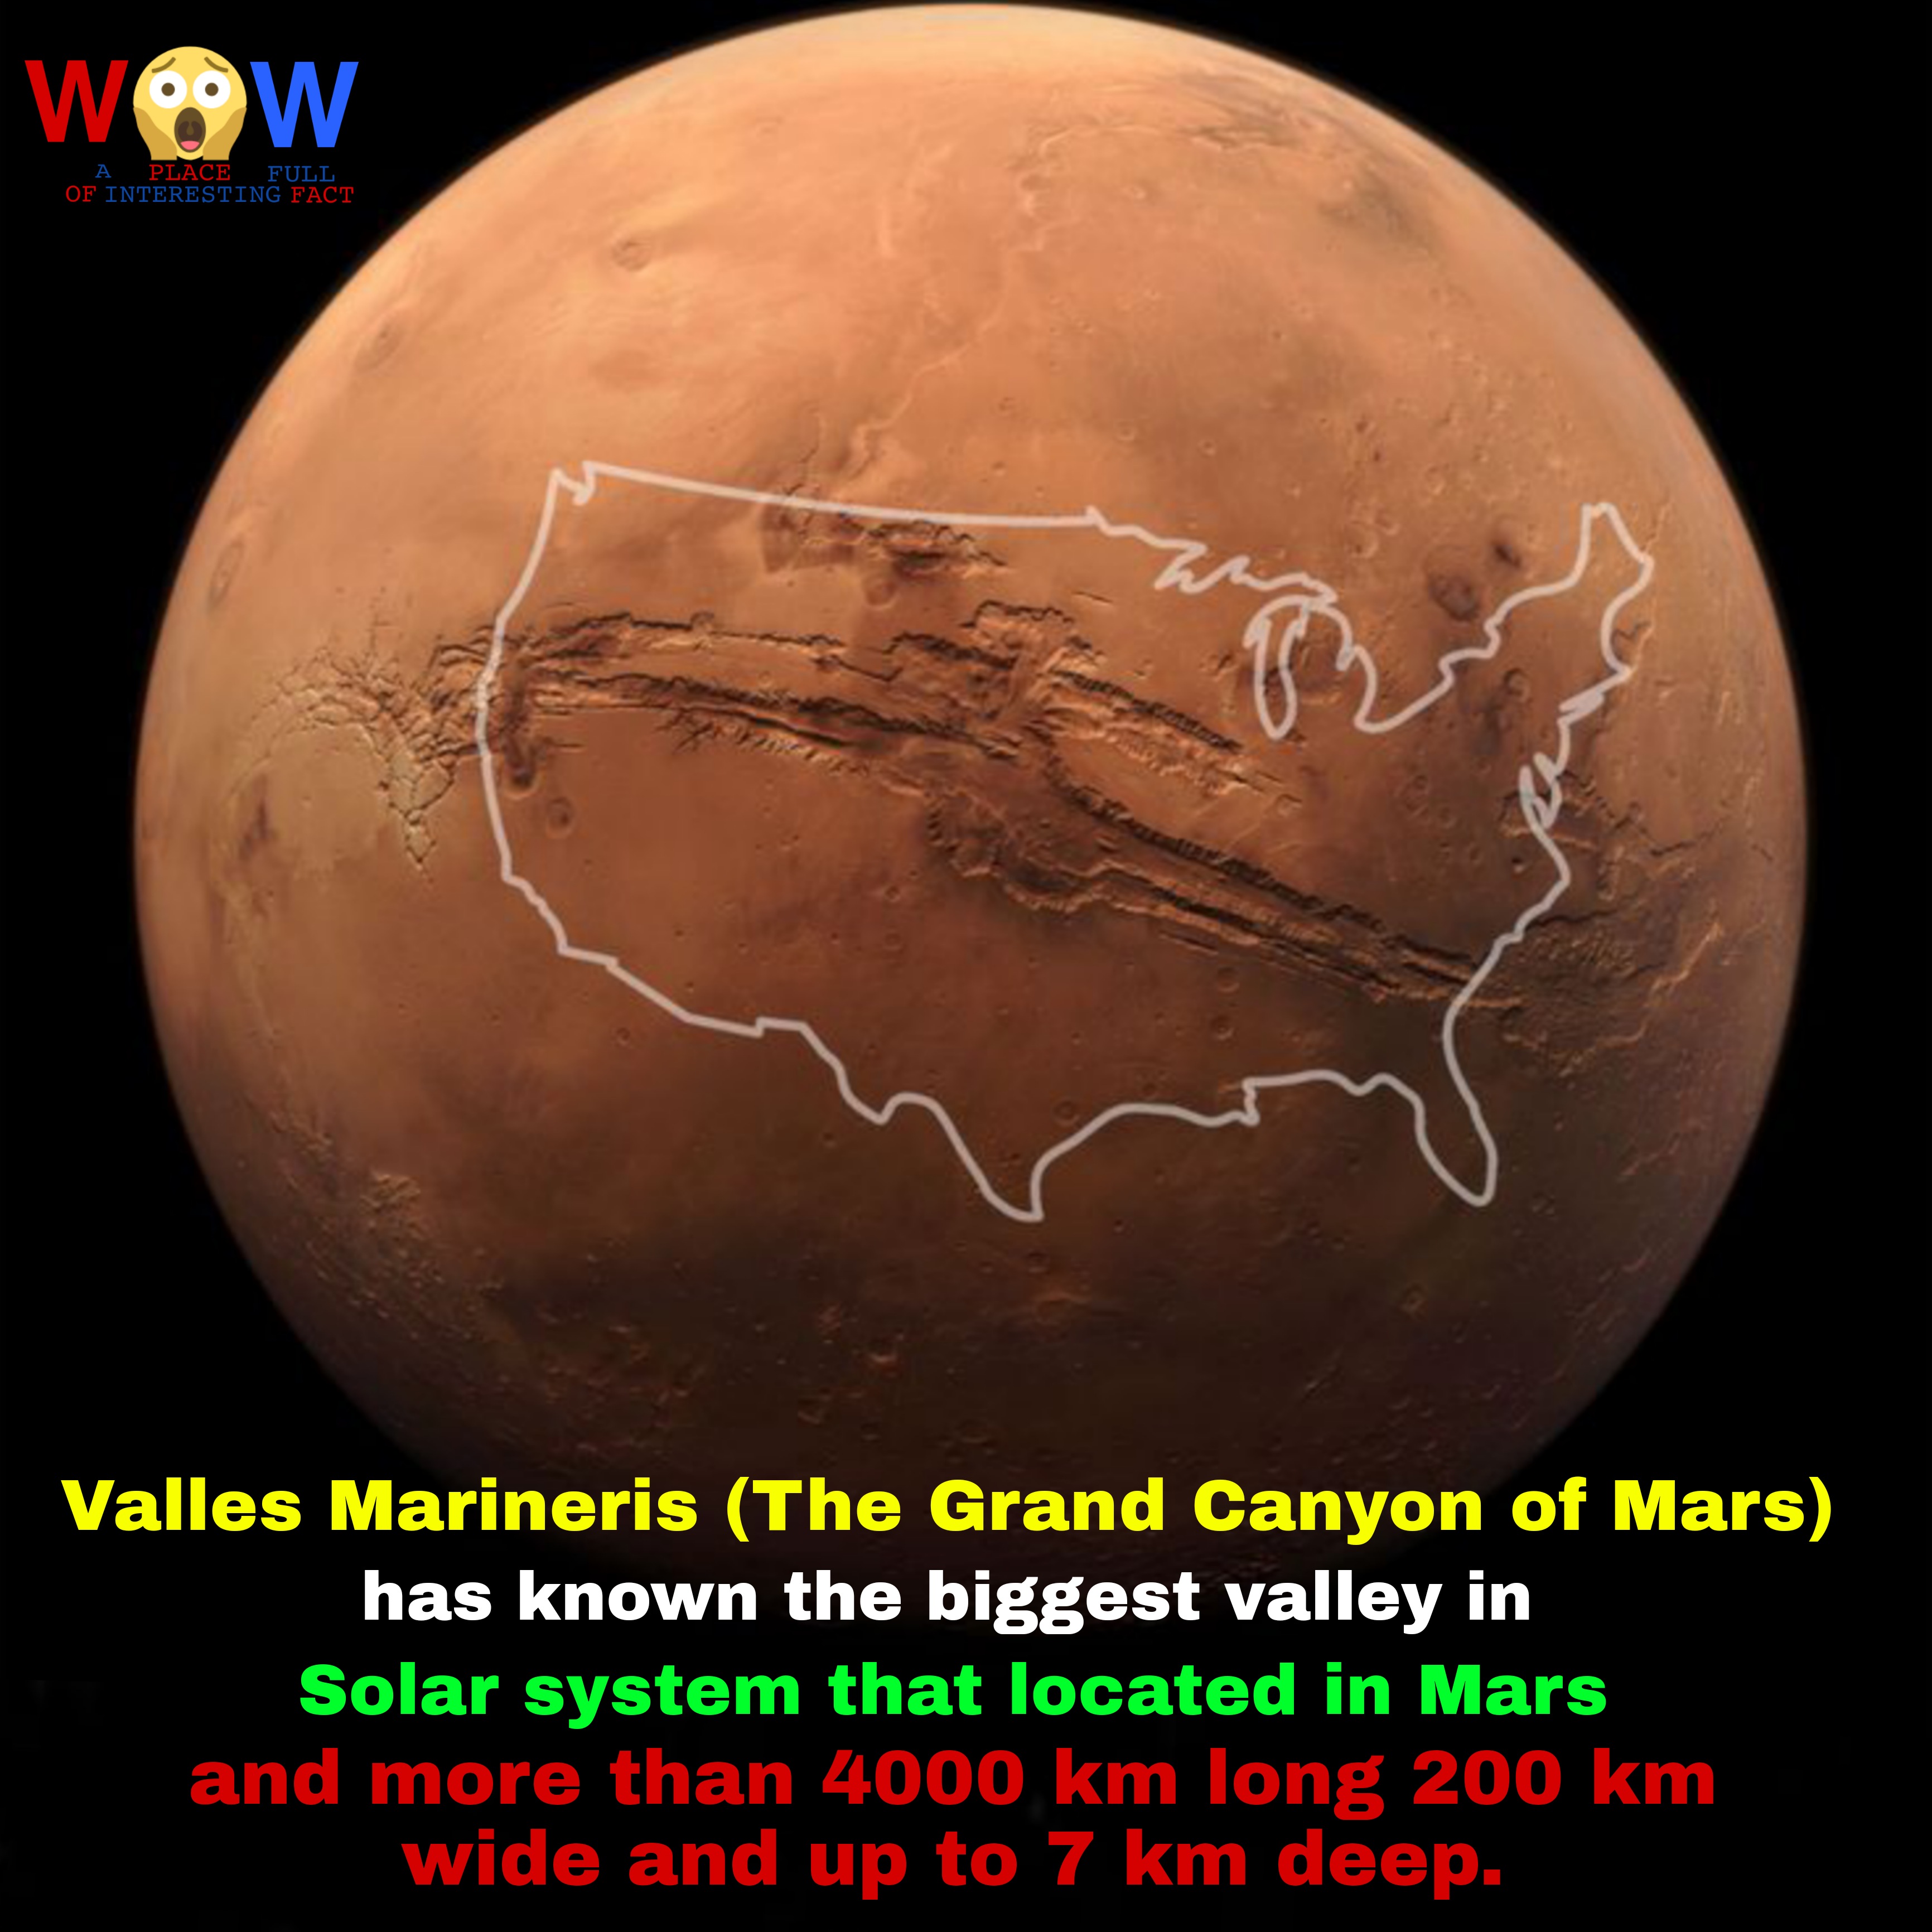 WOW
A PLACE FULL
OF INTERESTING FACT
Valles Marineris (The Grand Canyon of Mars)
has known the biggest valley in
Solar system that located in Mars
and more than 4000 km long 200 km
wide and up to 7 km deep.